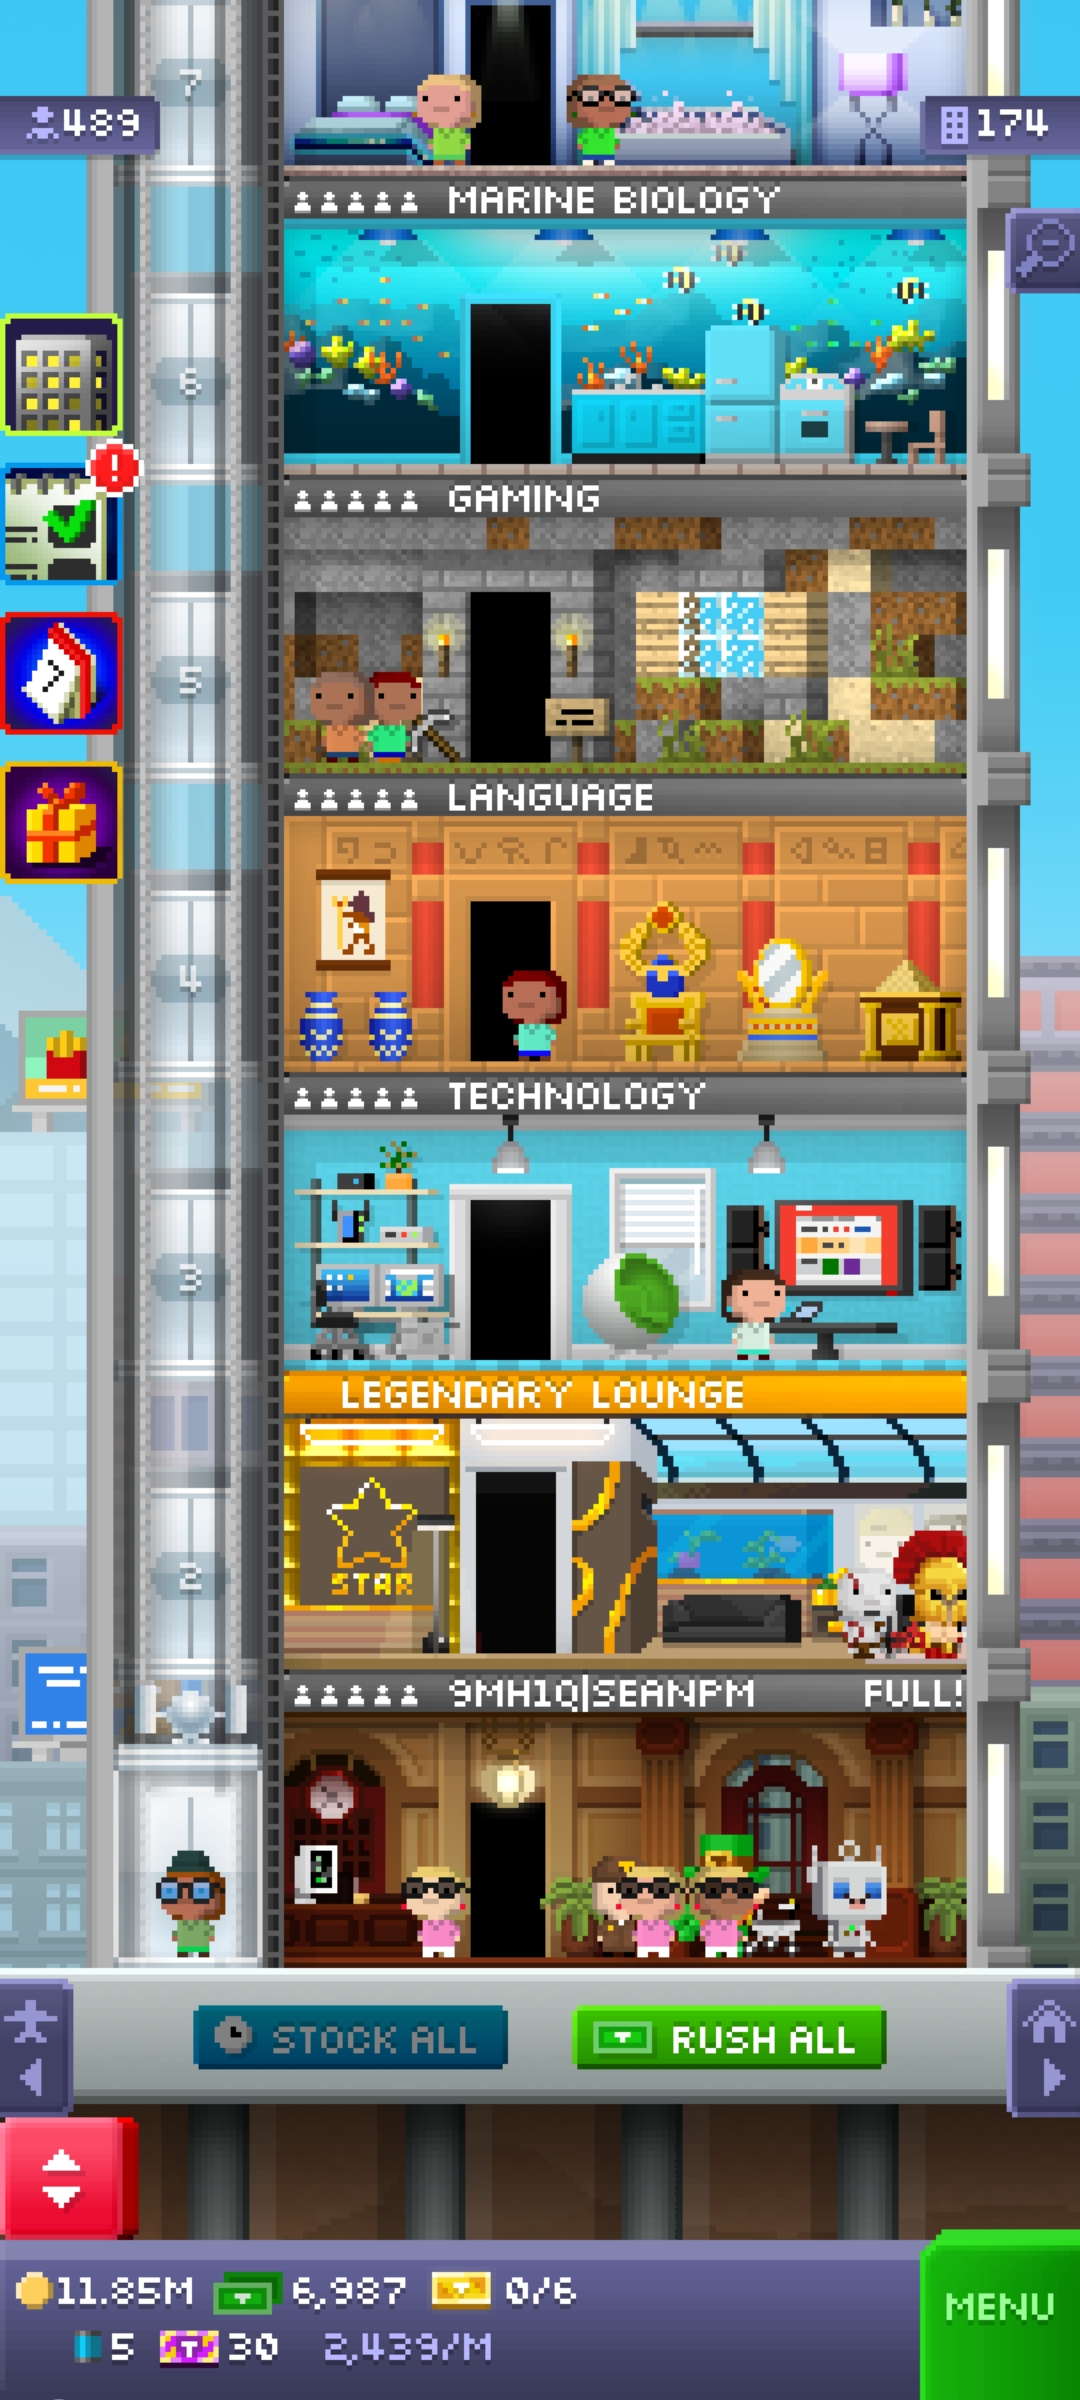 7
489
174
MARINE BIOLOGY
6
GAMING
5
LANGUAGE
4
TECHNOLOGY
3
LEGENDARY LOUNGE
STAR
2
9MH1Q|SEANPM FULL!
STOCK ALL
RUSH ALL
11.85M 6,987 0/6
MENU
5 30 2,439/M